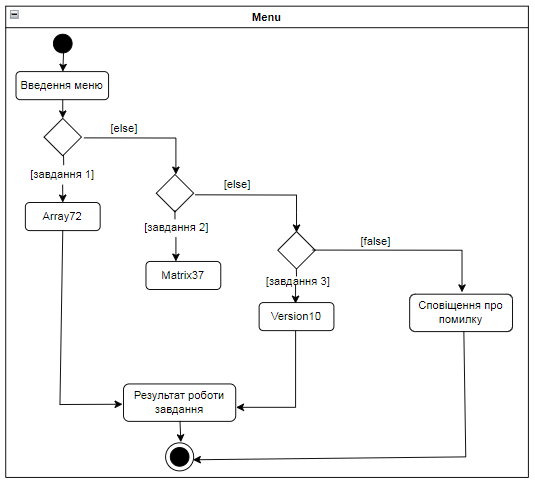 Menu
Введення меню
[else]
[завдання 1]
[else]
Array72
[завдання 2]
[false]
Matrix37
[завдання 3]
Version10
Сповіщення про
помилку
Результат роботи
завдання